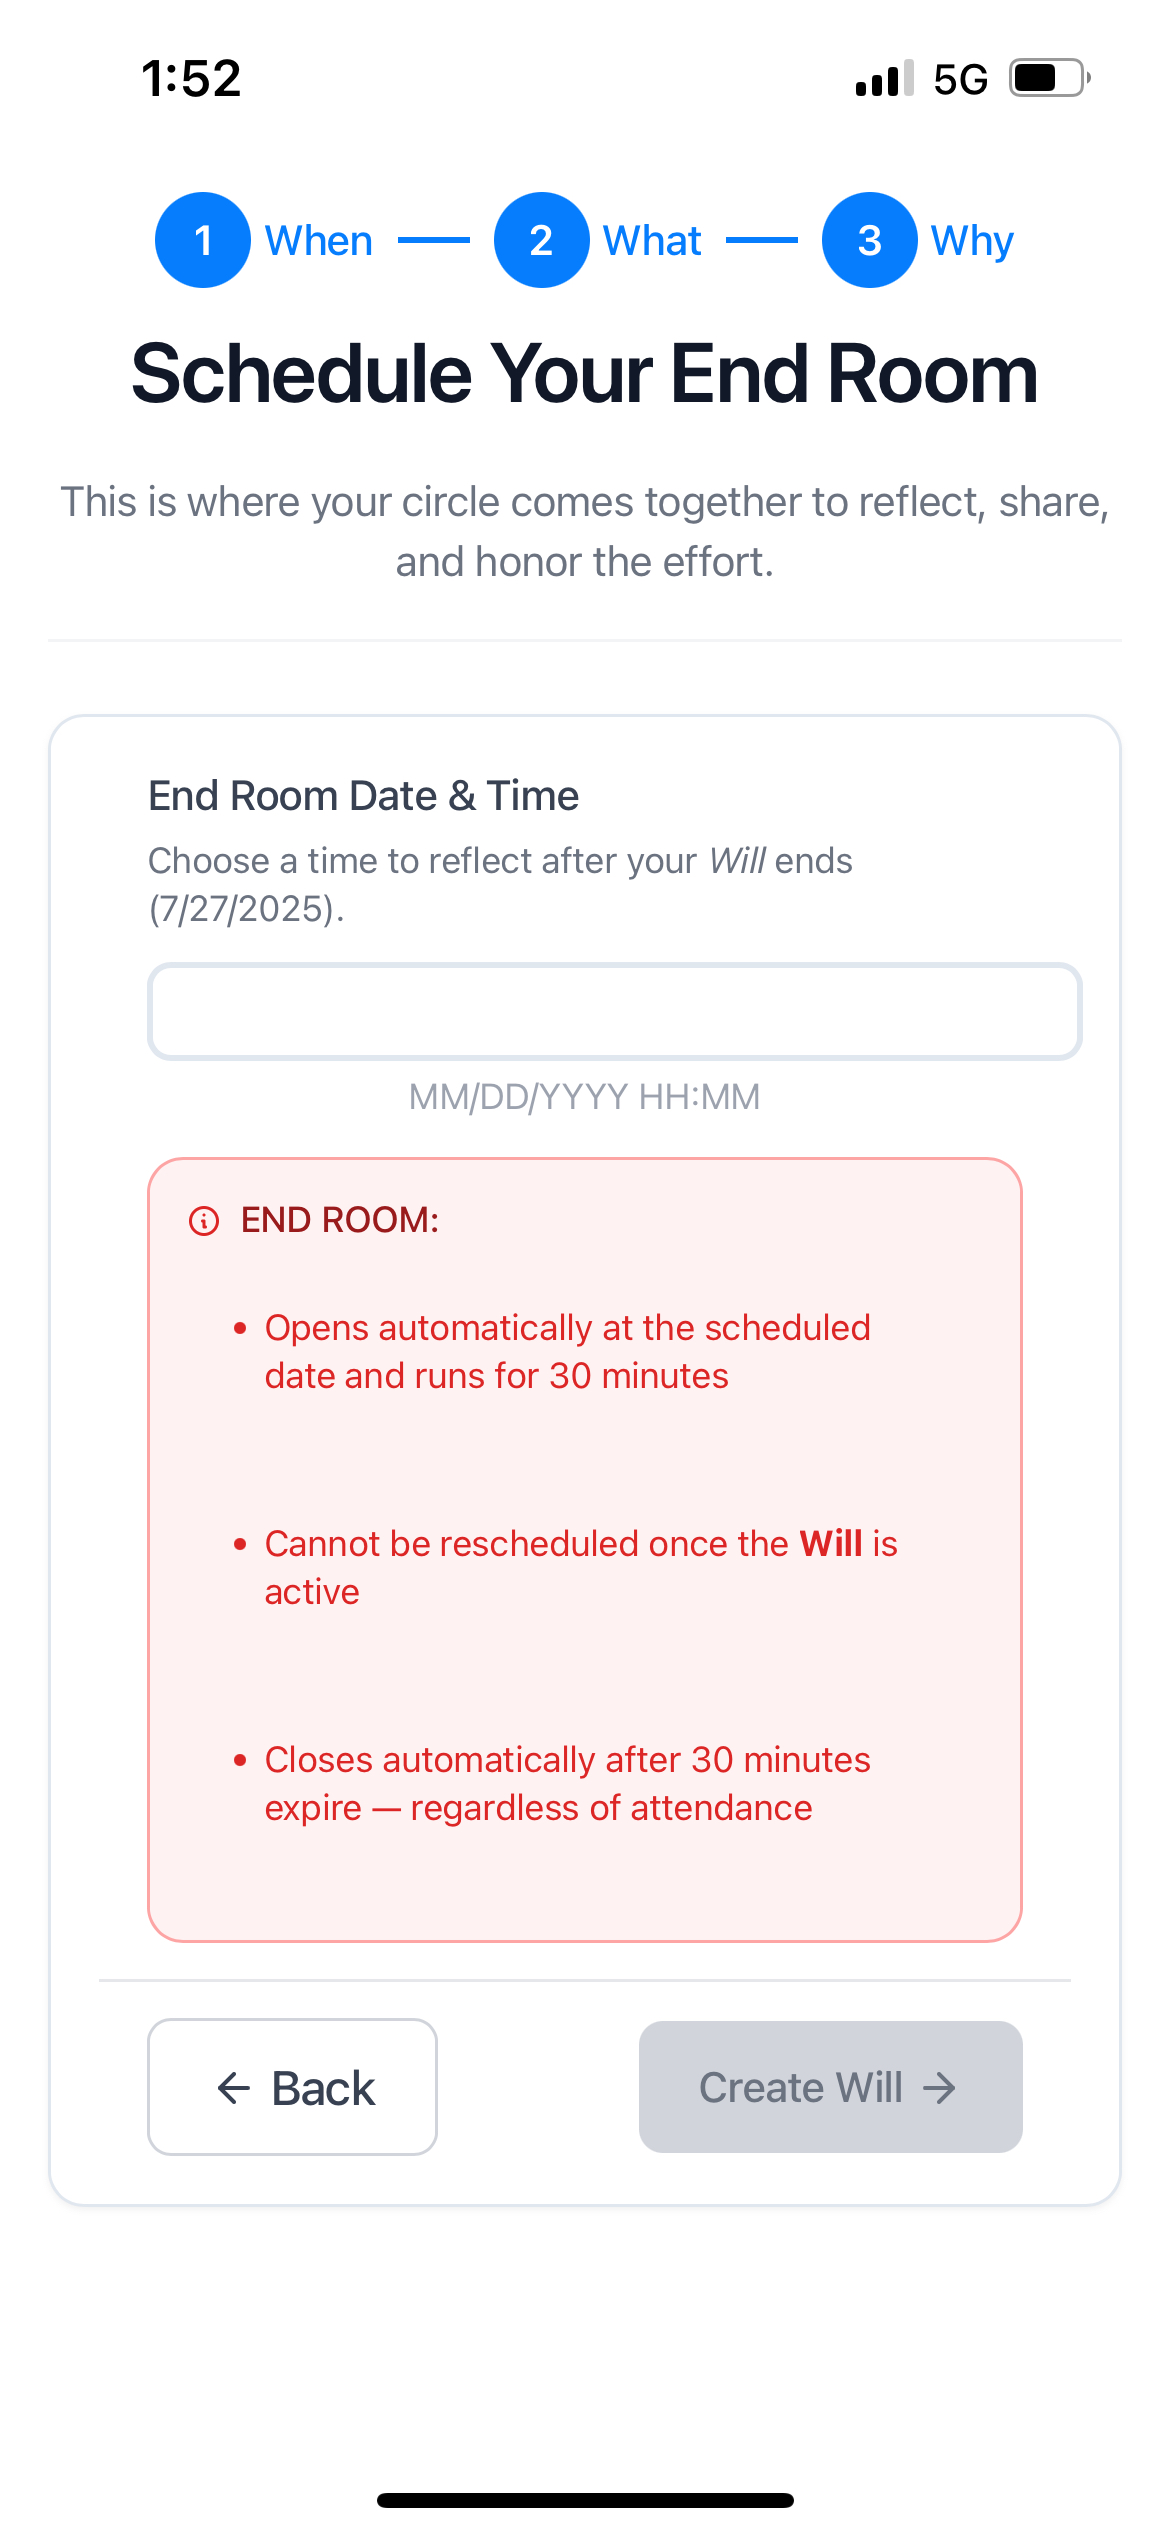 1:52
5G
1 When 2 What 3 Why
Schedule Your End Room
This is where your circle comes together to reflect, share,
and honor the effort.
End Room Date & Time
Choose a time to reflect after your Will ends
(7/27/2025).
MM/DD/YYYY HH:MM
END ROOM:
• Opens automatically at the scheduled
date and runs for 30 minutes
• Cannot be rescheduled once the Will is
active
• Closes automatically after 30 minutes
expire — regardless of attendance
← Back
Create Will →